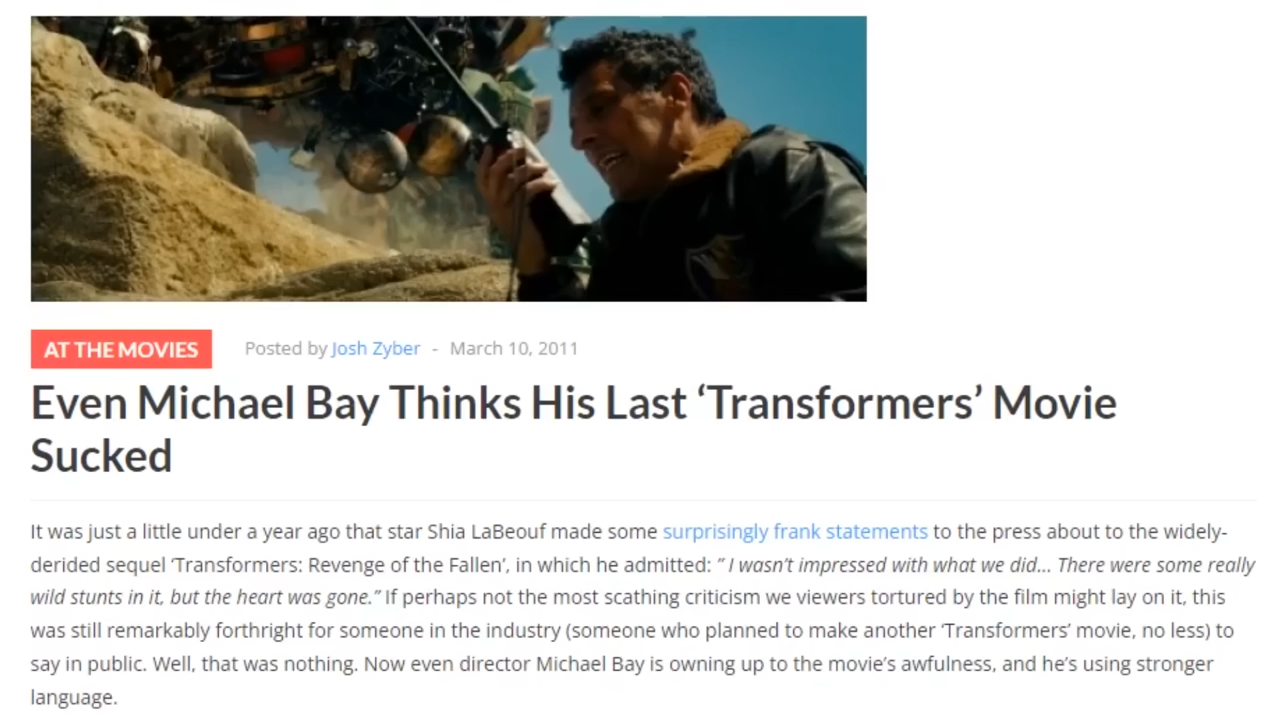 AT THE MOVIES Posted by Josh Zyber - March 10, 2011
Even Michael Bay Thinks His Last ‘Transformers’ Movie
Sucked
It was just a little under a year ago that star Shia LaBeouf made some surprisingly frank statements to the press about to the widely-
derided sequel ‘Transformers: Revenge of the Fallen’, in which he admitted: “ I wasn’t impressed with what we did… There were some really
wild stunts in it, but the heart was gone.” If perhaps not the most scathing criticism we viewers tortured by the film might lay on it, this
was still remarkably forthright for someone in the industry (someone who planned to make another ‘Transformers’ movie, no less) to
say in public. Well, that was nothing. Now even director Michael Bay is owning up to the movie’s awfulness, and he’s using stronger
language.